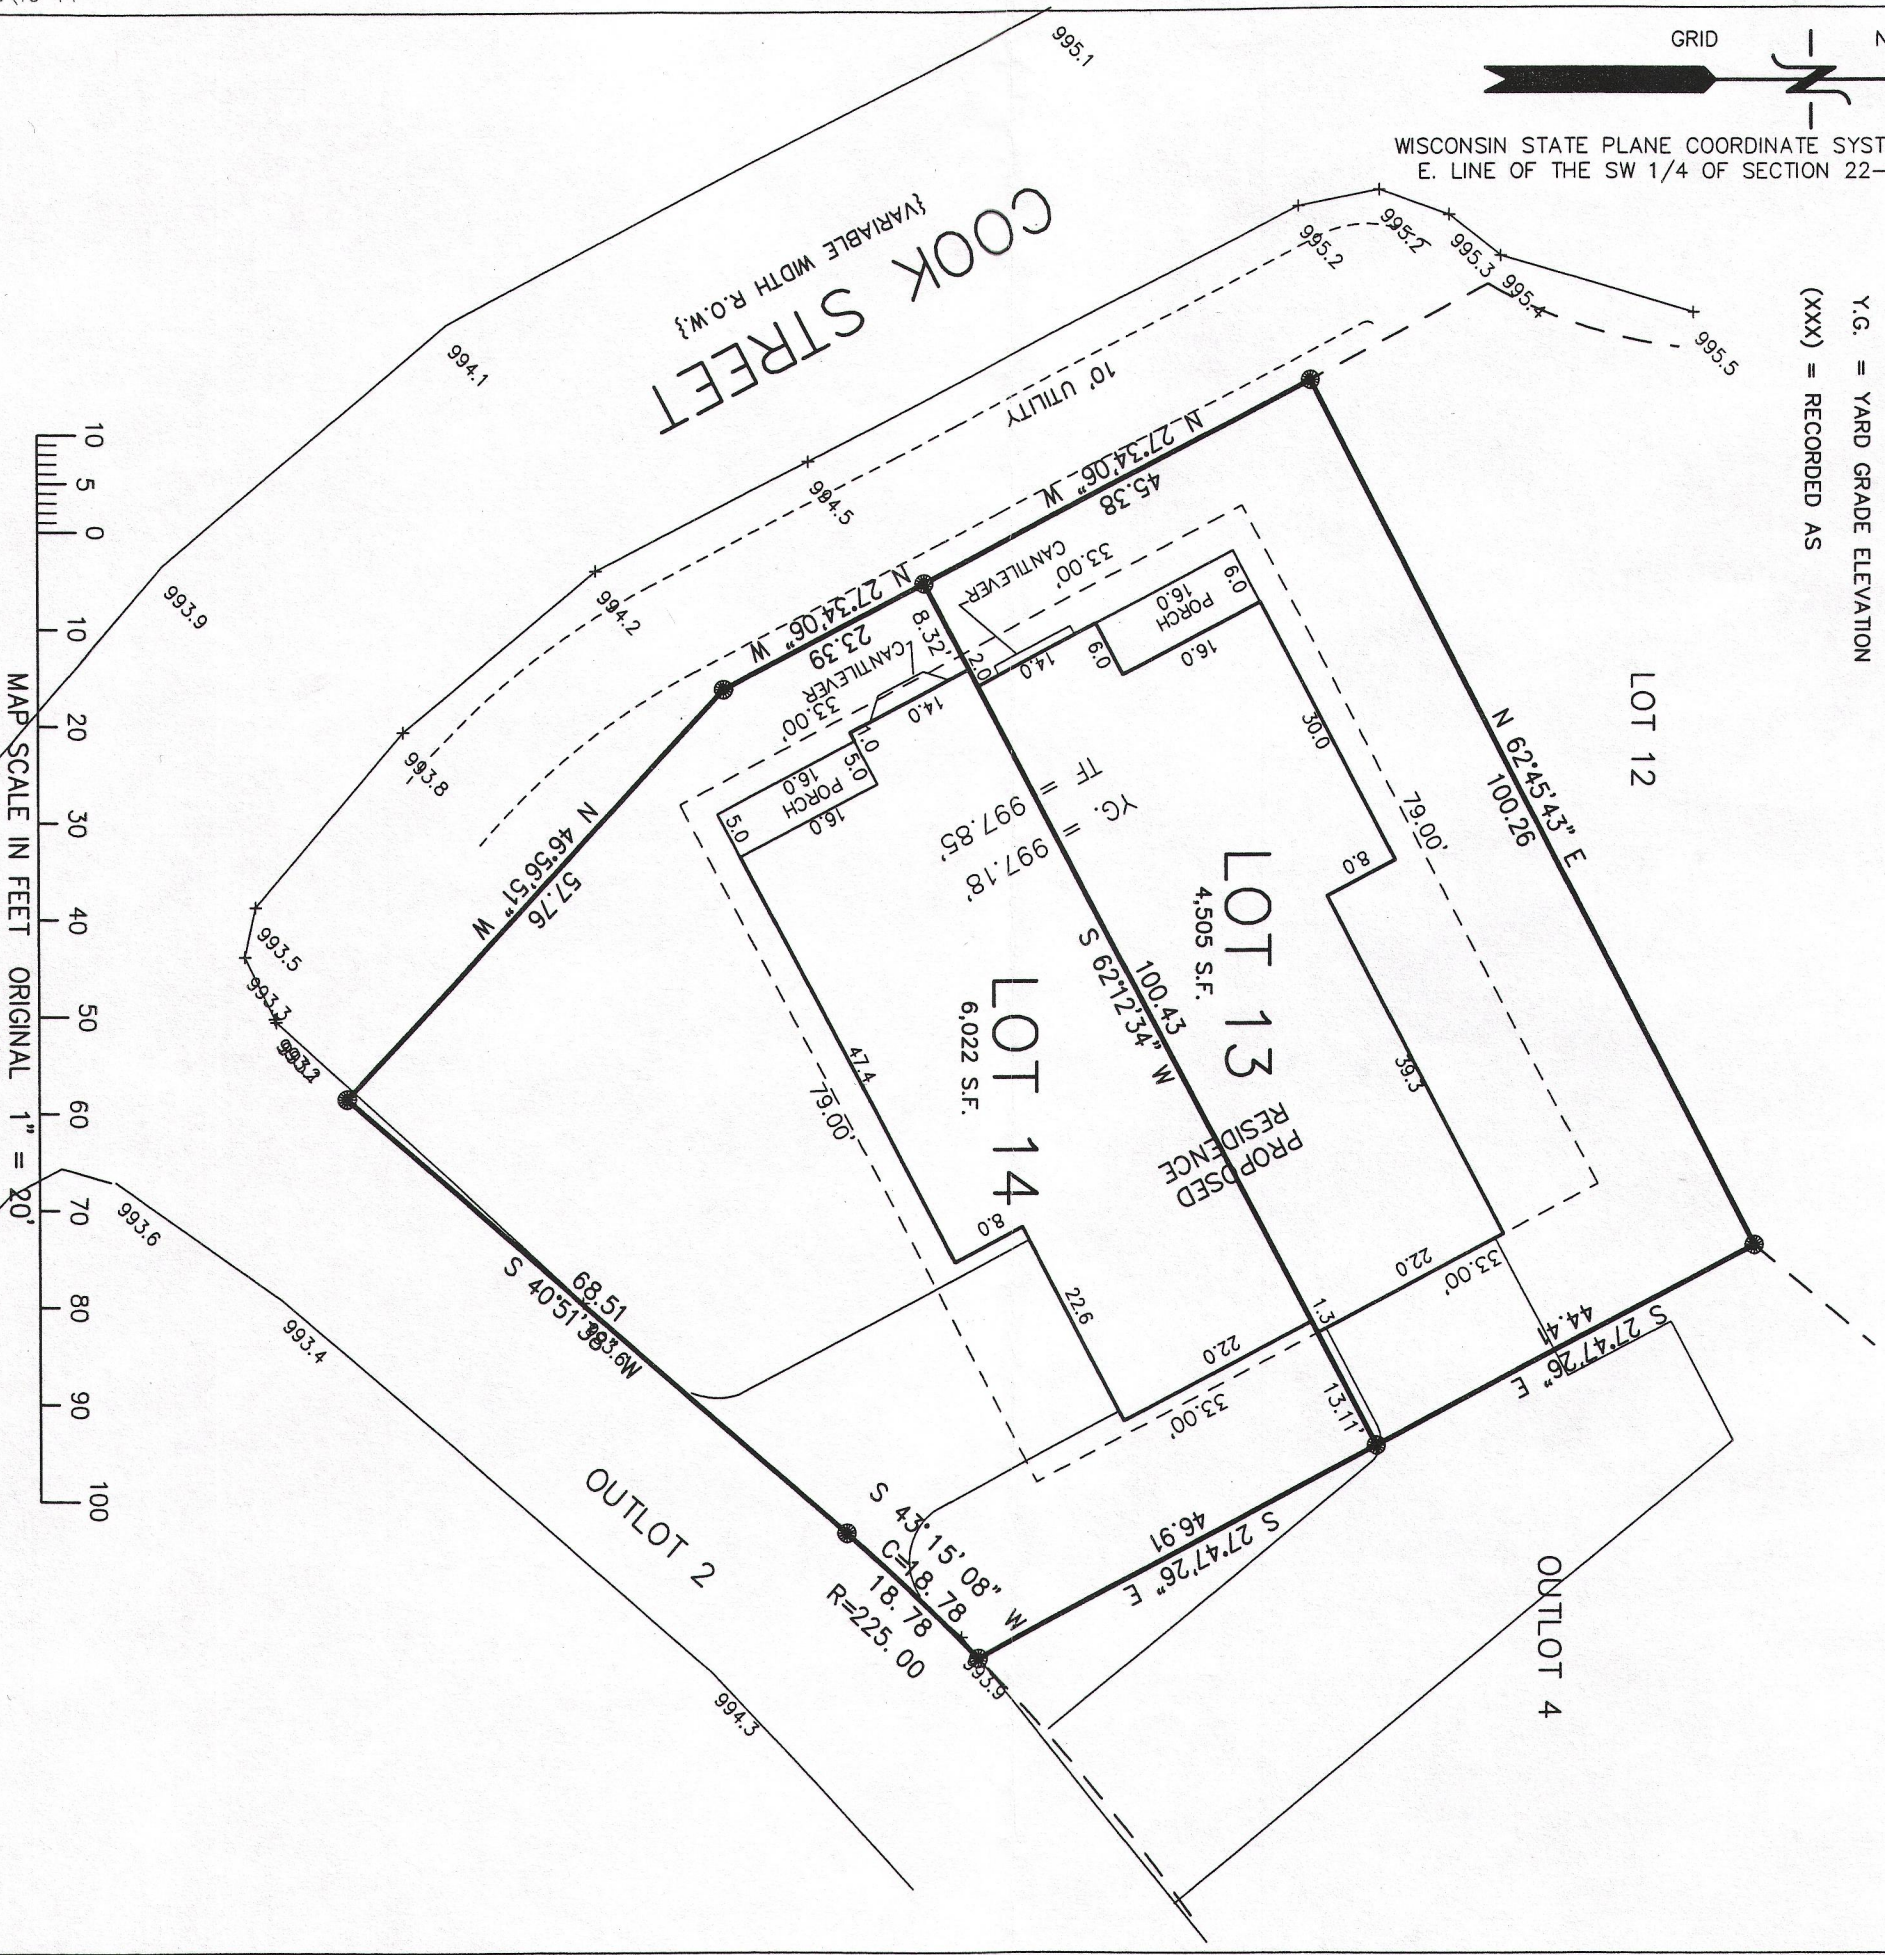 GRID
N
WISCONSIN STATE PLANE COORDINATE SYST
E. LINE OF THE SW 1/4 OF SECTION 22-
Y.G. = YARD GRADE ELEVATION
(XXX) = RECORDED AS
995.1
995.2
995.2
995.3
995.4
995.5
COOK STREET
{VARIABLE WIDTH R.O.W.}
994.1
993.9
10' UTILITY
994.5
994.2
993.8
993.5
993.3
993.6
993.4
994.3
LOT 12
N 27°34'06" W
45.38
N 27°34'06" W
23.39
N 46°56'51" W
57.76
N 62°45'43" E
100.26
CANTILEVER
33.00'
CANTILEVER
33.00'
8.32'
2.0
14.0
6.0
PORCH
16.0
6.0
16.0
30.0
79.00'
8.0
39.3
14.0
1.0
5.0
PORCH
16.0
5.0
16.0
47.4
79.00'
8.0
22.6
22.0
33.00'
22.0
33.00'
1.3
13.11'
YG. = 997.18'
TF = 997.85'
LOT 13
4,505 S.F.
S 62°12'34" W
100.43
LOT 14
6,022 S.F.
PROPOSED
RESIDENCE
S 27°47'26" E
44.41
S 27°47'26" E
46.91
68.51
S 40°51'38" W
993.6
S 43°15'08" W
C=18.78
18.78
R=225.00
993.9
OUTLOT 2
OUTLOT 4
10 5 0 10 20 30 40 50 60 70 80 90 100
MAP SCALE IN FEET ORIGINAL 1" = 20'